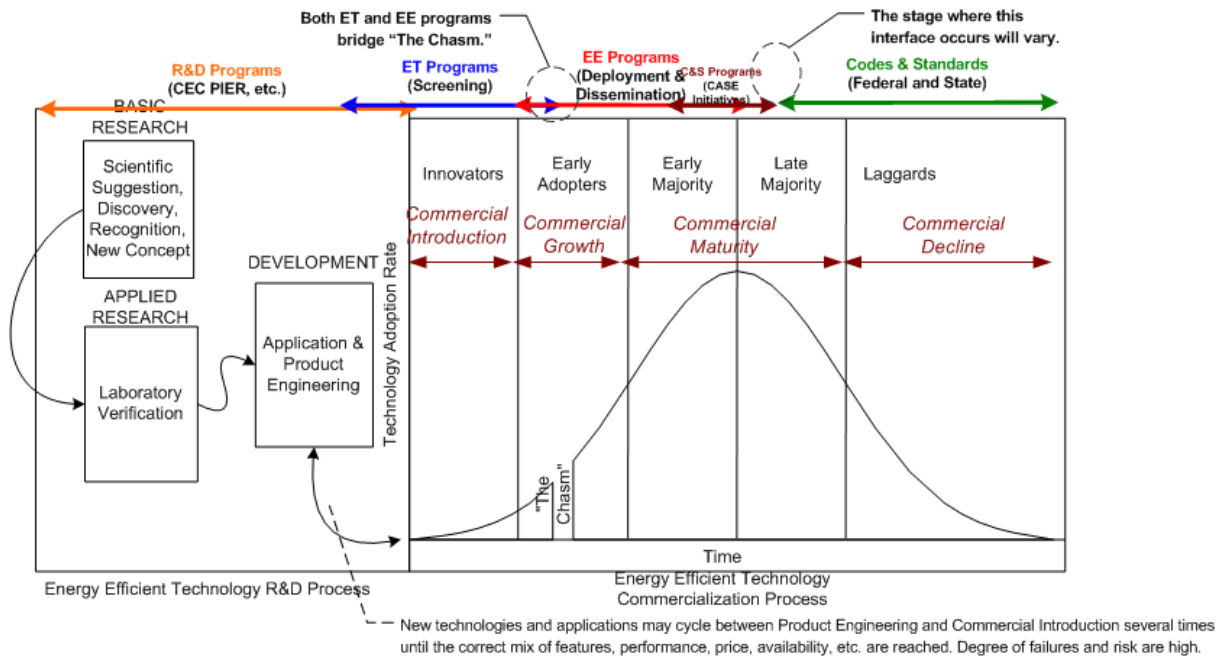 Both ET and EE programs
bridge “The Chasm.”
The stage where this
interface occurs will vary.
R&D Programs
(CEC PIER, etc.)
ET Programs
(Screening)
EE Programs
(Deployment &
Dissemination)
C&S Programs
(CASE
Initiatives)
Codes & Standards
(Federal and State)
BASIC
RESEARCH
Scientific
Suggestion,
Discovery,
Recognition,
New Concept
APPLIED
RESEARCH
Laboratory
Verification
DEVELOPMENT
Application &
Product
Engineering
Technology Adoption Rate
Innovators
Early
Adopters
Early
Majority
Late
Majority
Laggards
Commercial
Introduction
Commercial
Growth
Commercial
Maturity
Commercial
Decline
"The
Chasm"
Time
Energy Efficient Technology R&D Process
Energy Efficient Technology
Commercialization Process
New technologies and applications may cycle between Product Engineering and Commercial Introduction several times
until the correct mix of features, performance, price, availability, etc. are reached. Degree of failures and risk are high.